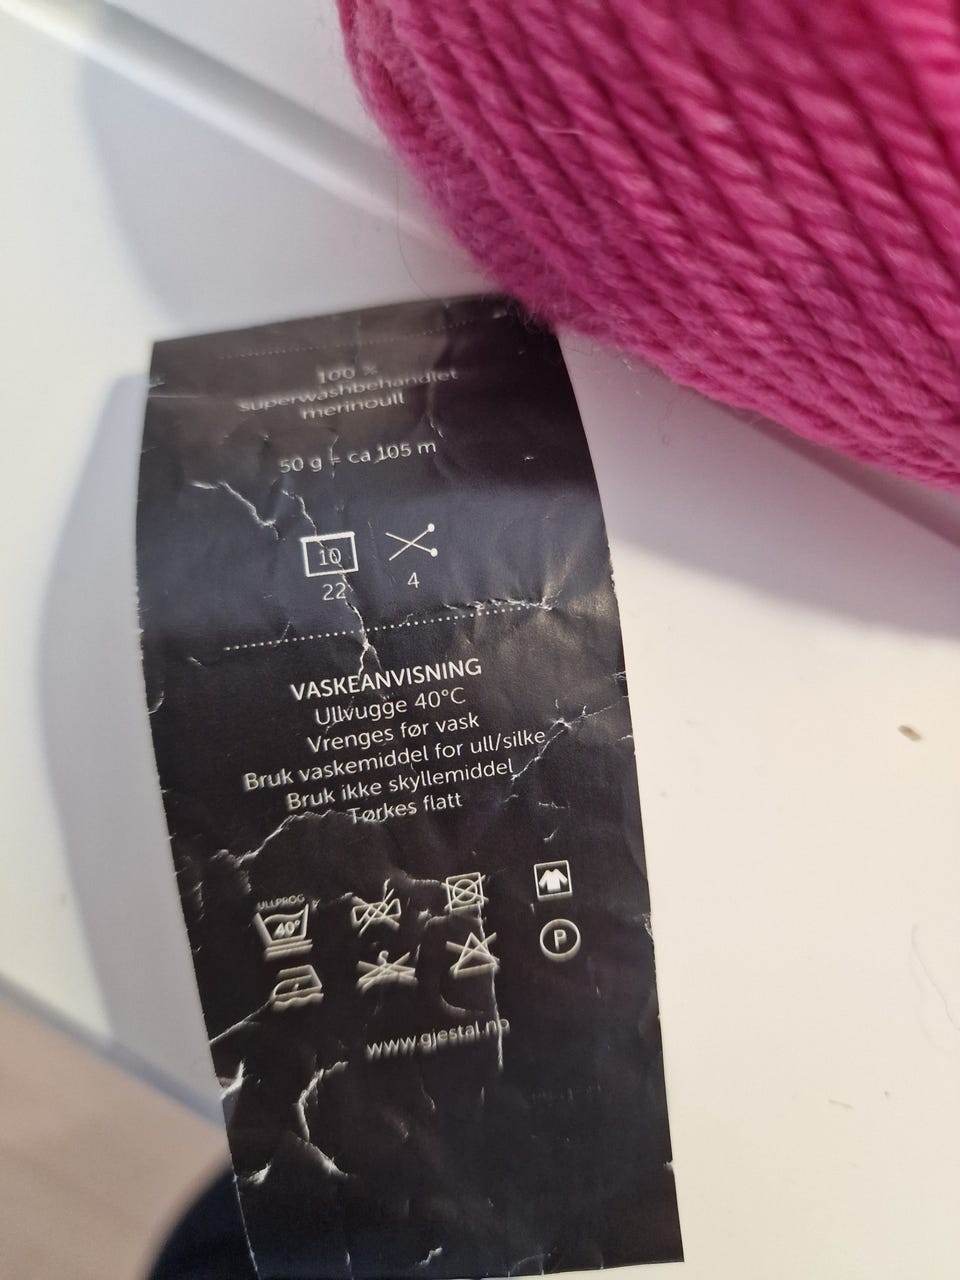 100 %
superwashbehandlet
merinoull
50 g = ca 105 m
10
22
4
VASKEANVISNING
Ullvugge 40°C
Vrenges før vask
Bruk vaskemiddel for ull/silke
Bruk ikke skyllemiddel
Tørkes flatt
ULLPROG
40°
P
www.gjestal.no